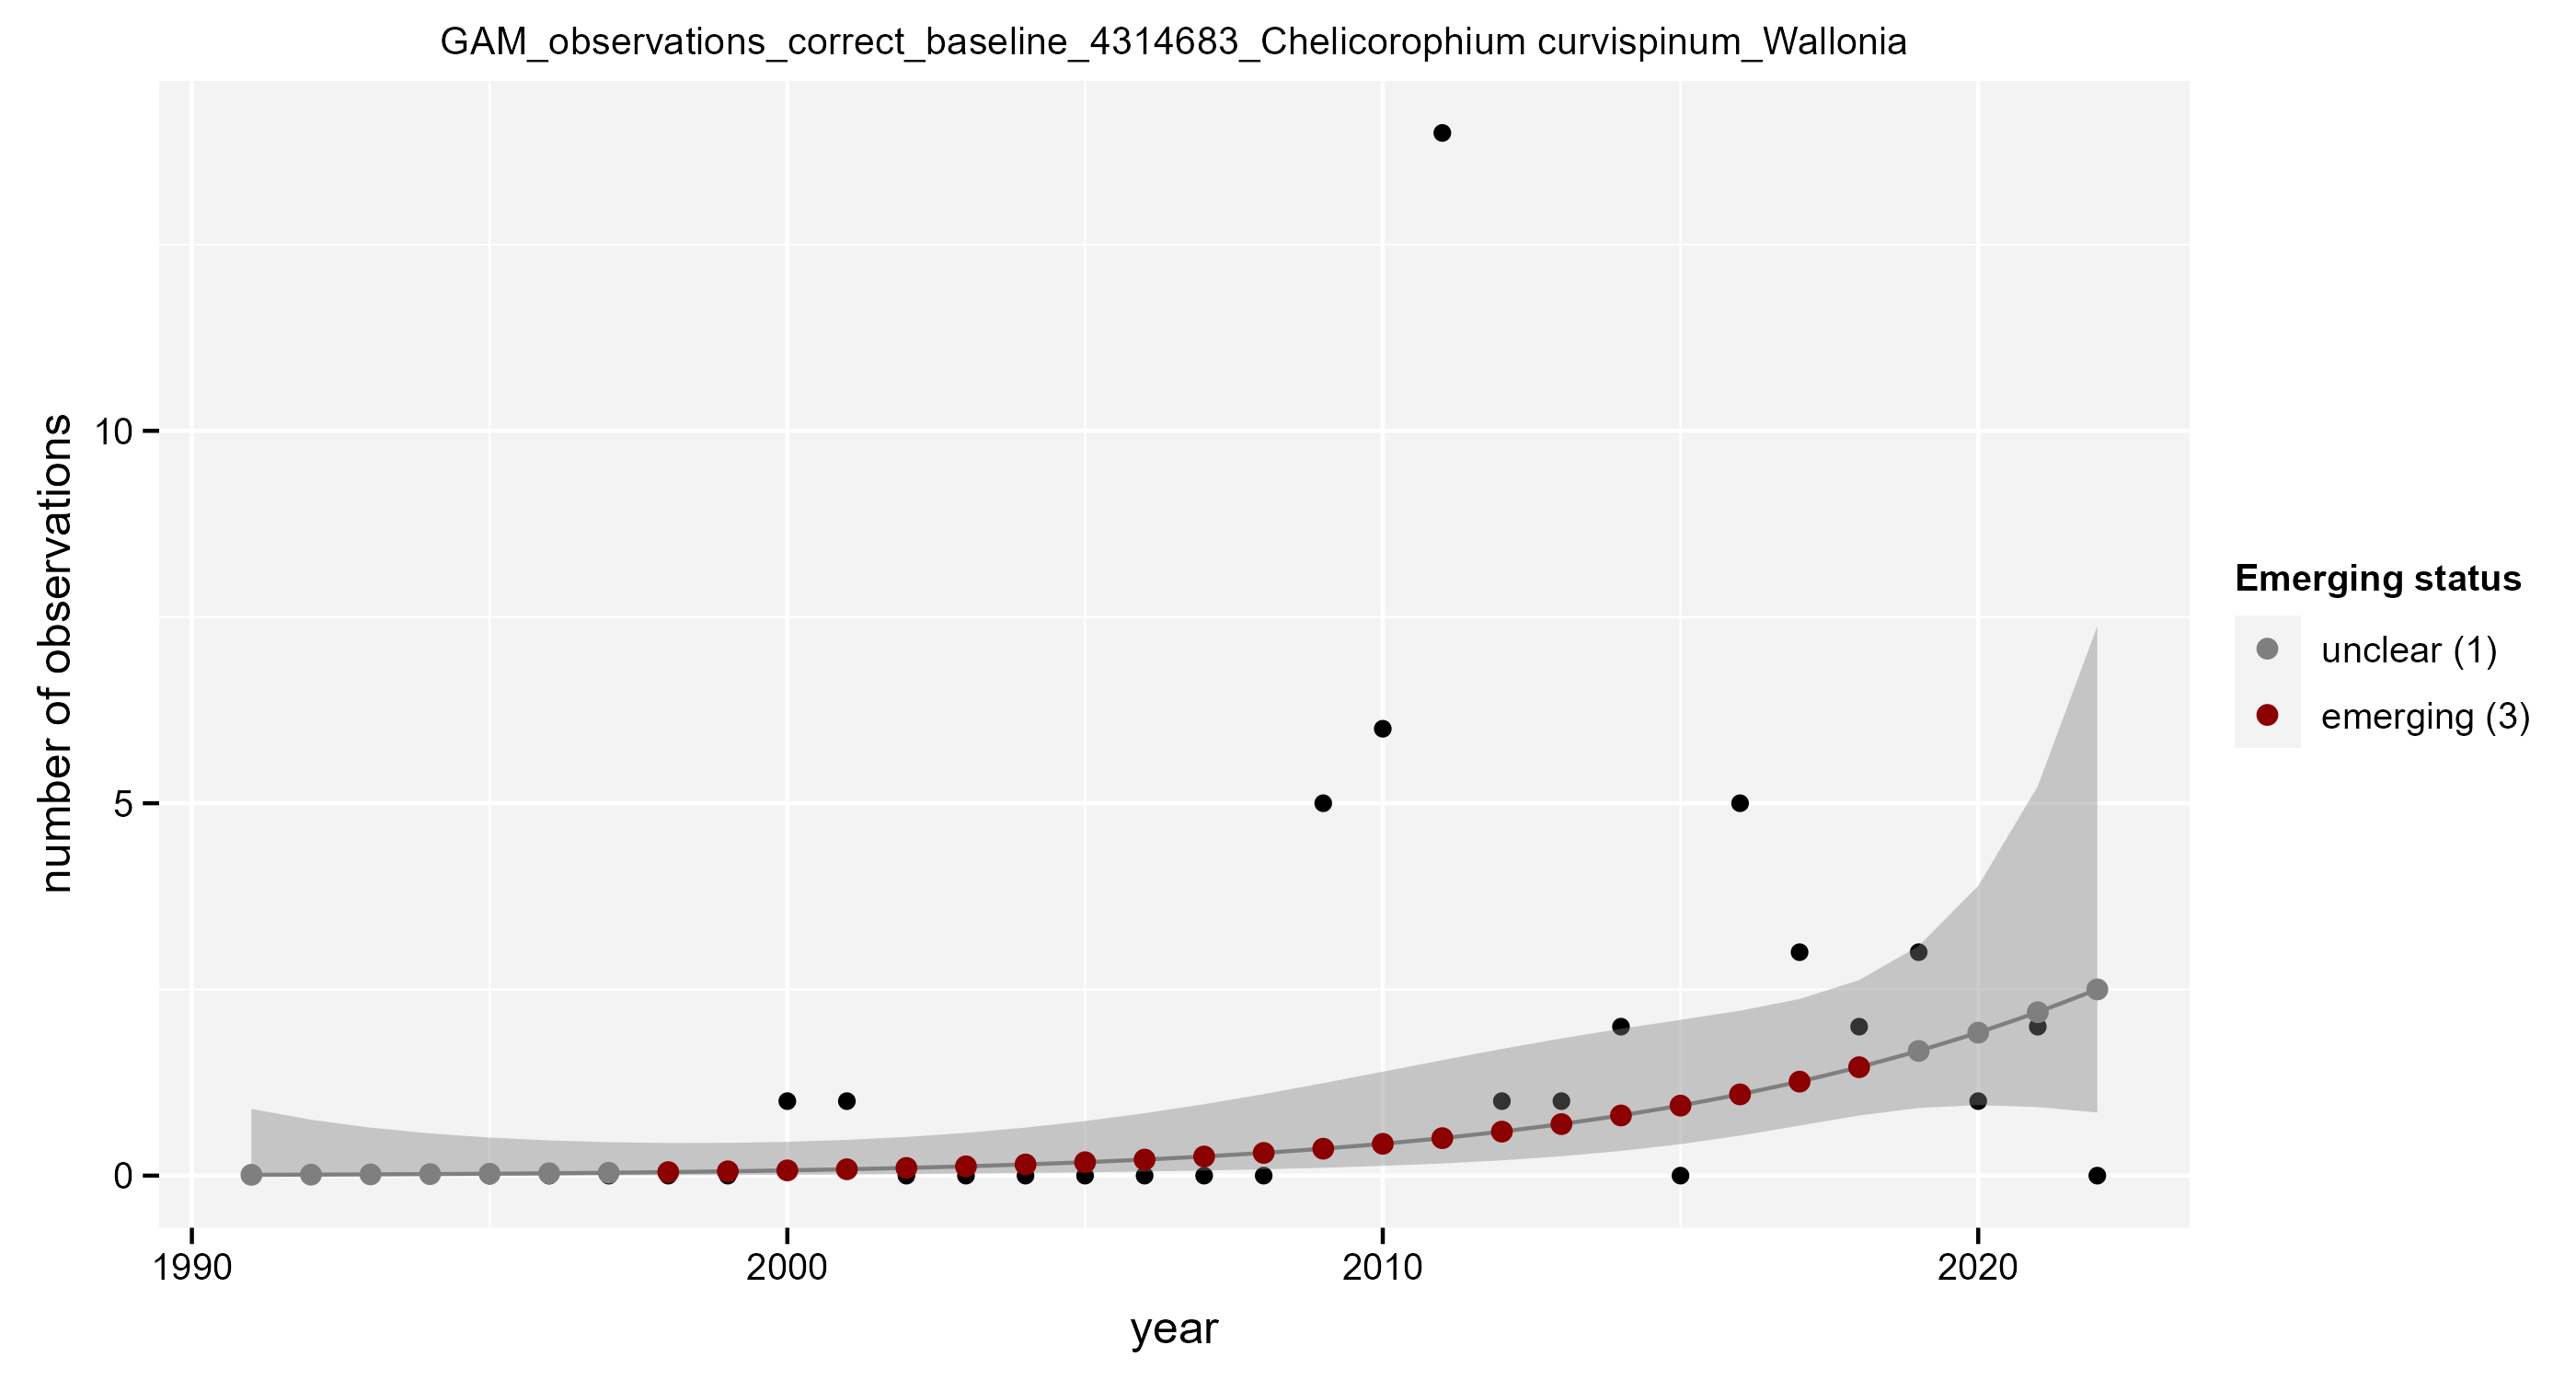 GAM_observations_correct_baseline_4314683_Chelicorophium curvispinum_Wallonia
number of observations
10
5
0
1990
2000
2010
2020
year
Emerging status
unclear (1)
emerging (3)